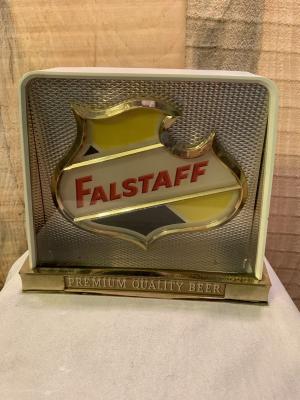 FALSTAFF
PREMIUM QUALITY BEER